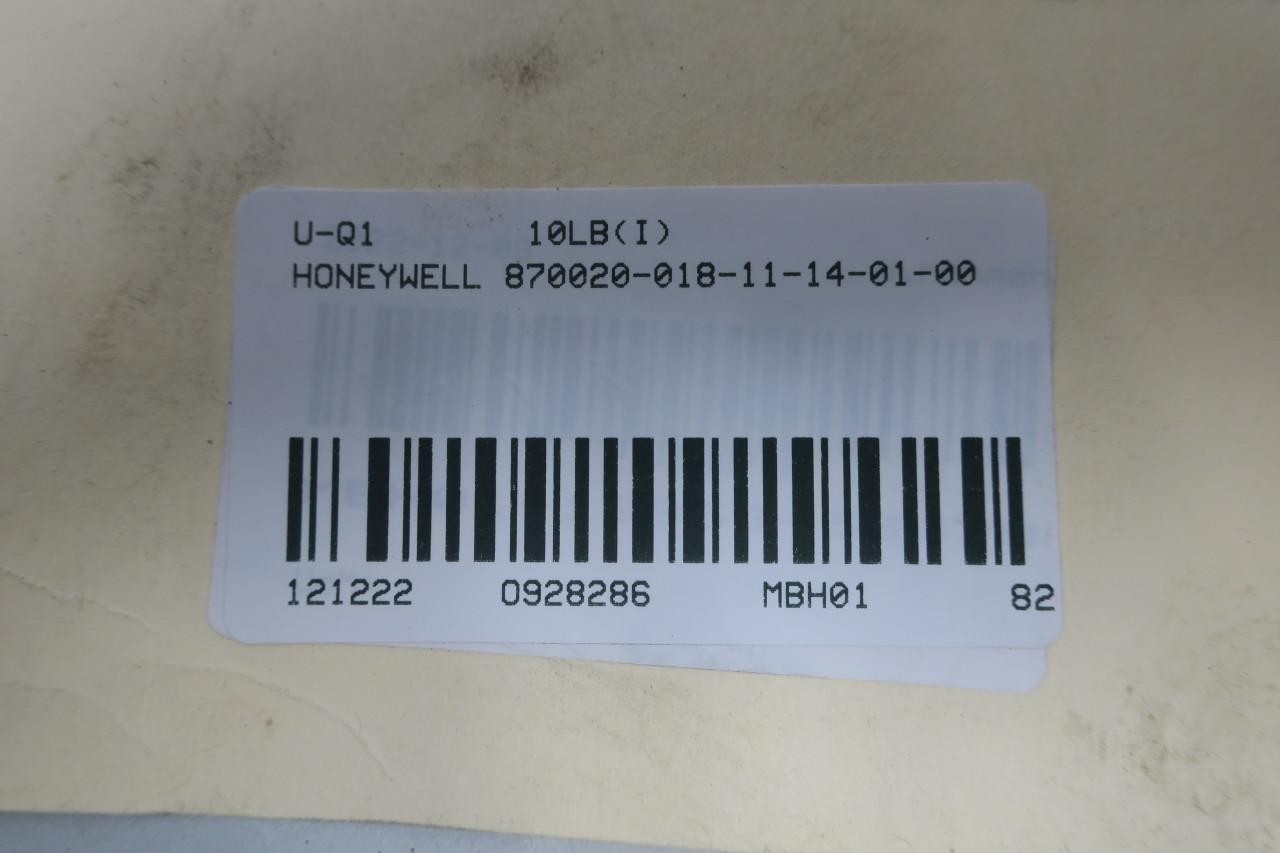 U-Q1 10LB(I)
HONEYWELL 870020-018-11-14-01-00
121222 0928286 MBH01 82